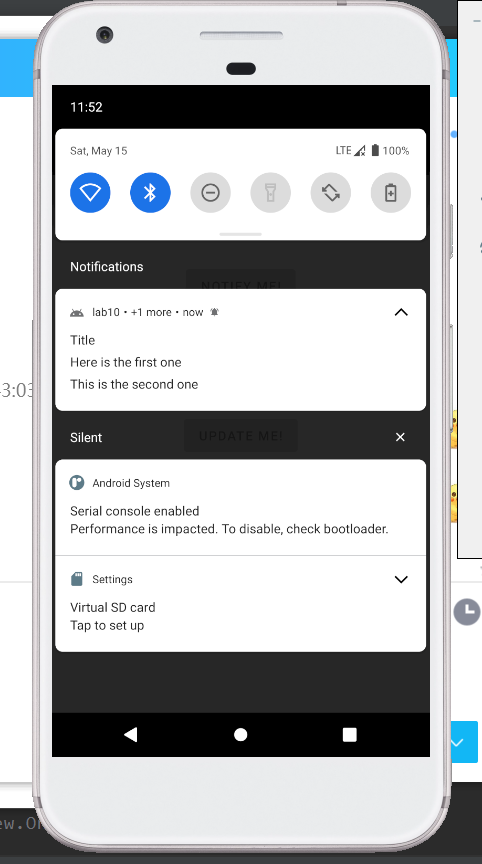 11:52
Sat, May 15
LTE 100%
Notifications
NOTIFY ME!
lab10 • +1 more • now
Title
Here is the first one
This is the second one
3:03
Silent
UPDATE ME!
Android System
Serial console enabled
Performance is impacted. To disable, check bootloader.
Settings
Virtual SD card
Tap to set up